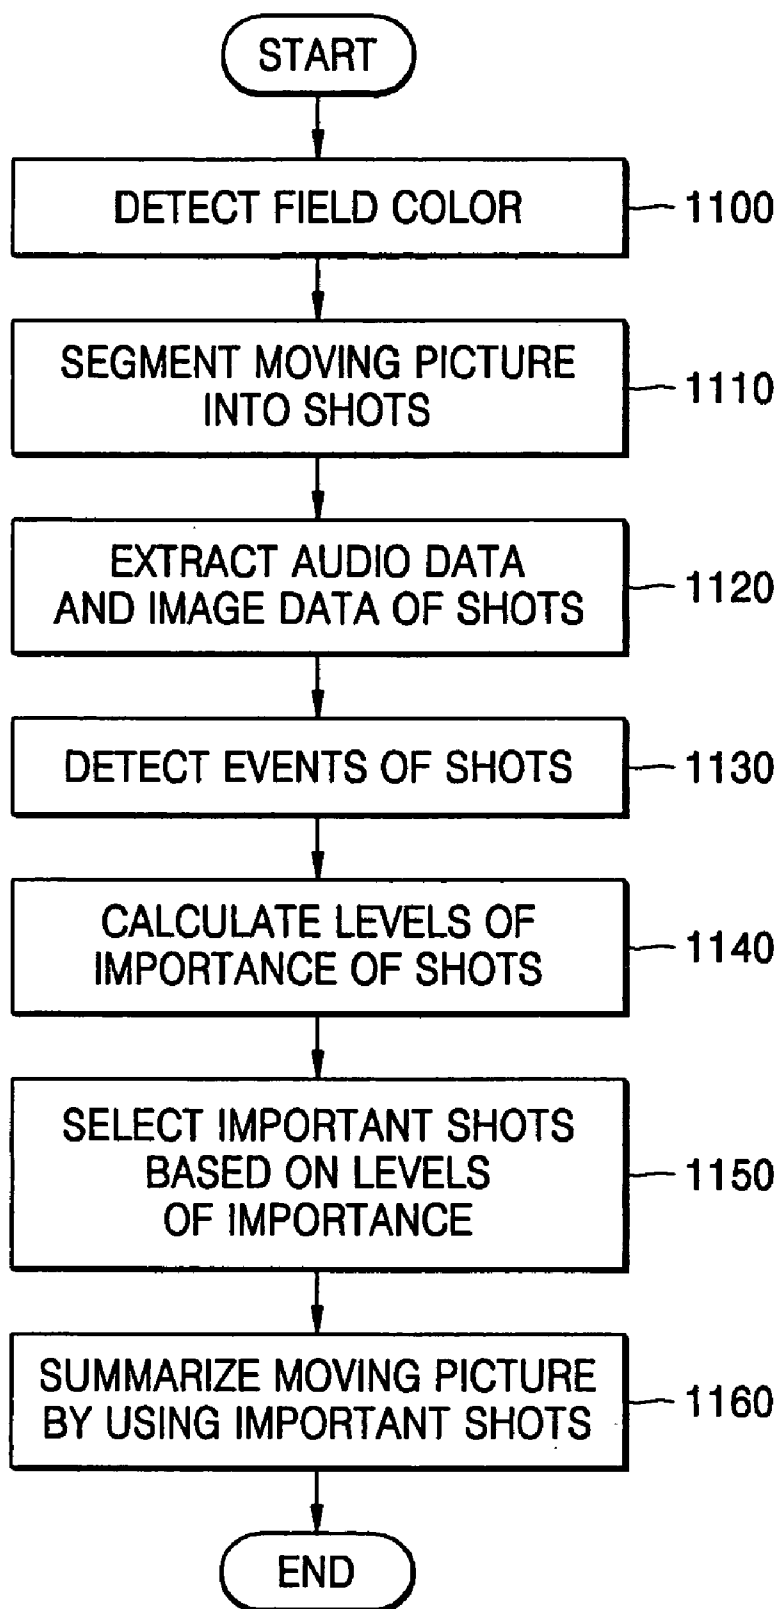 START
DETECT FIELD COLOR
1100
SEGMENT MOVING PICTURE
INTO SHOTS
1110
EXTRACT AUDIO DATA
AND IMAGE DATA OF SHOTS
1120
DETECT EVENTS OF SHOTS
1130
CALCULATE LEVELS OF
IMPORTANCE OF SHOTS
1140
SELECT IMPORTANT SHOTS
BASED ON LEVELS
OF IMPORTANCE
1150
SUMMARIZE MOVING PICTURE
BY USING IMPORTANT SHOTS
1160
END